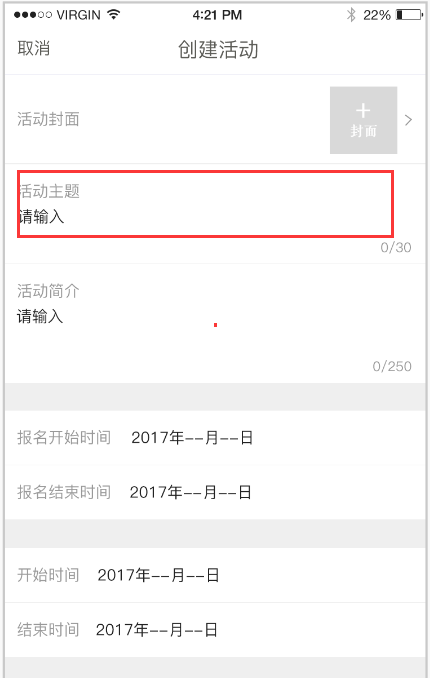 VIRGIN 4:21 PM 22%
取消 创建活动
活动封面
封面
活动主题
请输入
0/30
活动简介
请输入
0/250
报名开始时间 2017年--月--日
报名结束时间 2017年--月--日
开始时间 2017年--月--日
结束时间 2017年--月--日